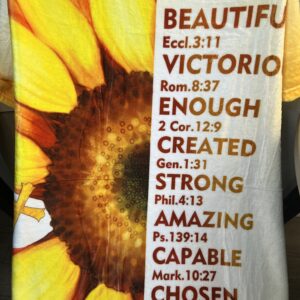 BEAUTIFU
Eccl.3:11
VICTORIO
Rom.8:37
ENOUGH
2 Cor.12:9
CREATED
Gen.1:31
STRONG
Phil.4:13
AMAZING
Ps.139:14
CAPABLE
Mark.10:27
CHOSEN